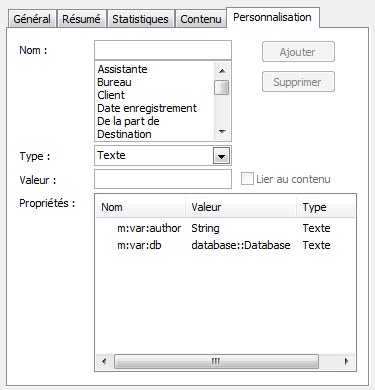 Général Résumé Statistiques Contenu Personnalisation
Nom :
Ajouter
Assistante
Bureau
Client
Date enregistrement
De la part de
Destination
Supprimer
Type : Texte
Valeur : Lier au contenu
Propriétés :
Nom Valeur Type
m:var:author String Texte
m:var:db database::Database Texte